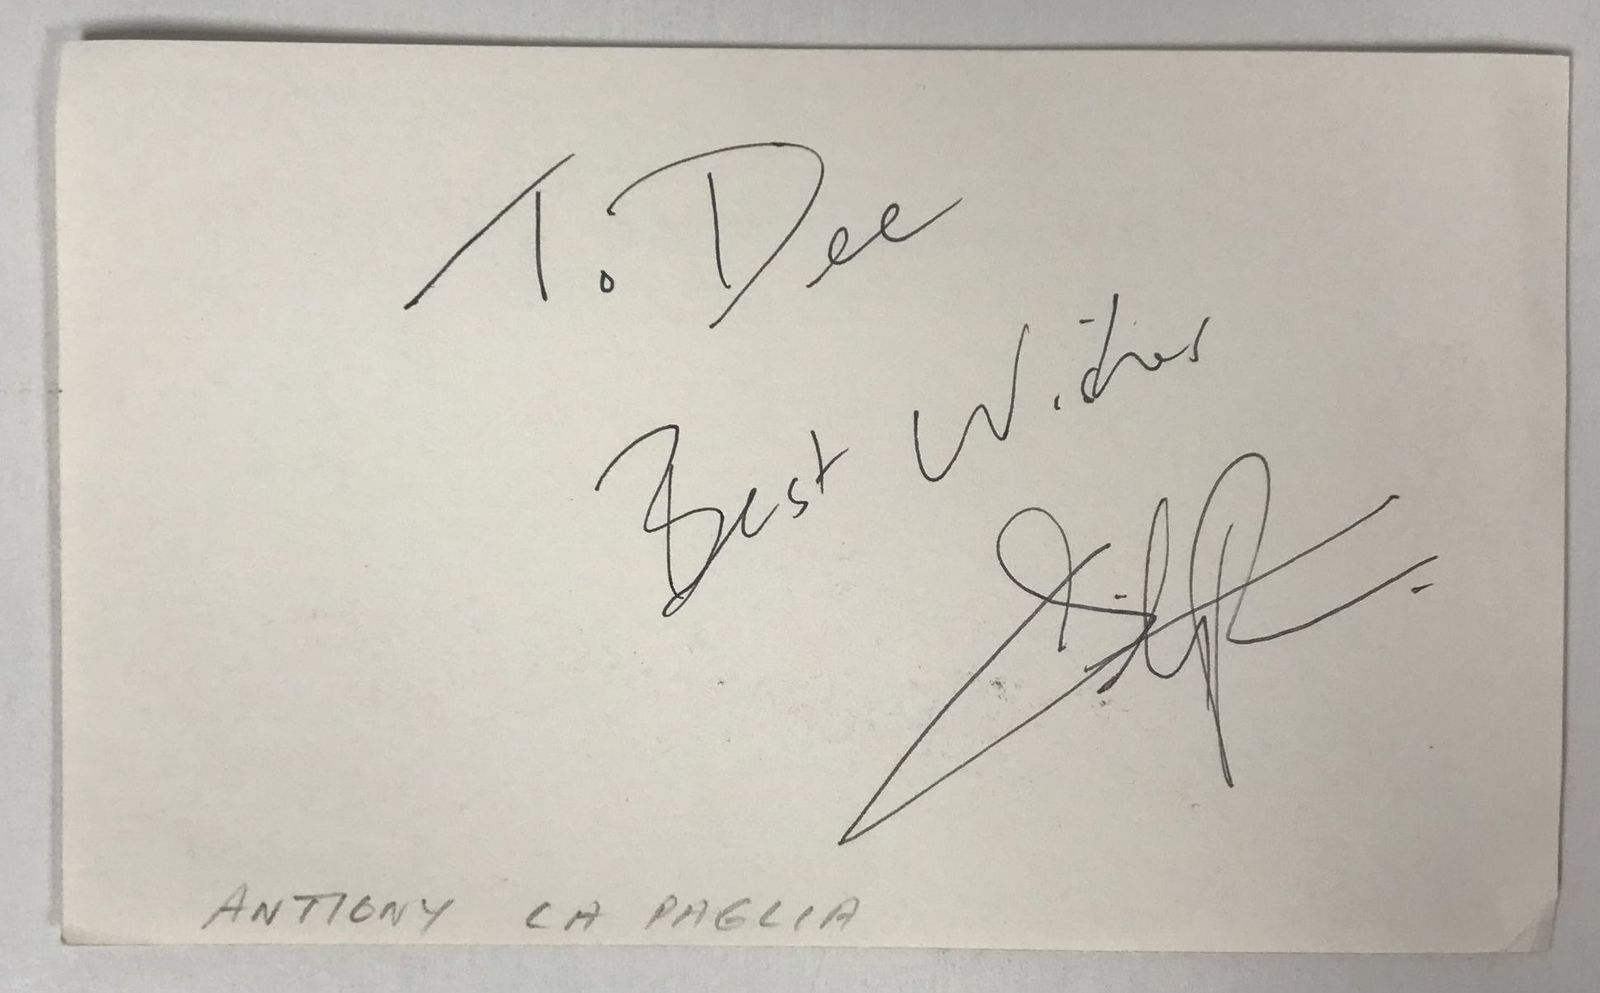 To Dee
Best Wishes
ANTHONY LA PAGLIA